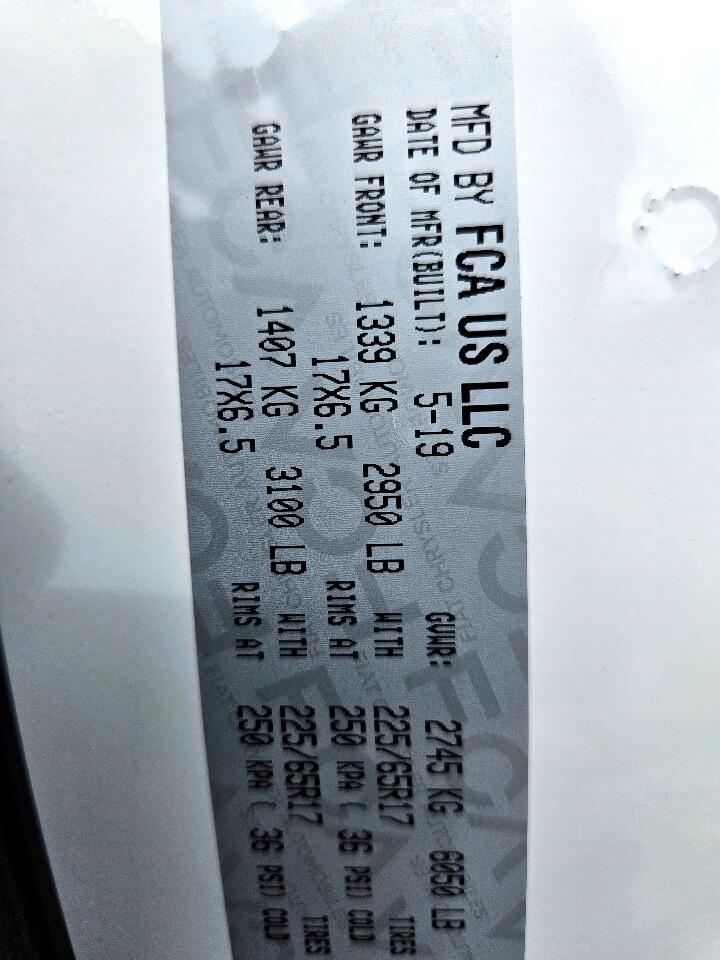 MFD BY FCA US LLC
DATE OF MFR(BUILT): 5-19 GVWR: 2745 KG 6050 LB
GAWR FRONT: 1339 KG 2950 LB WITH 225/65R17 TIRES
17X6.5 RIMS AT 250 KPA ( 36 PSI) COLD
GAWR REAR: 1407 KG 3100 LB WITH 225/65R17 TIRES
17X6.5 RIMS AT 250 KPA ( 36 PSI) COLD